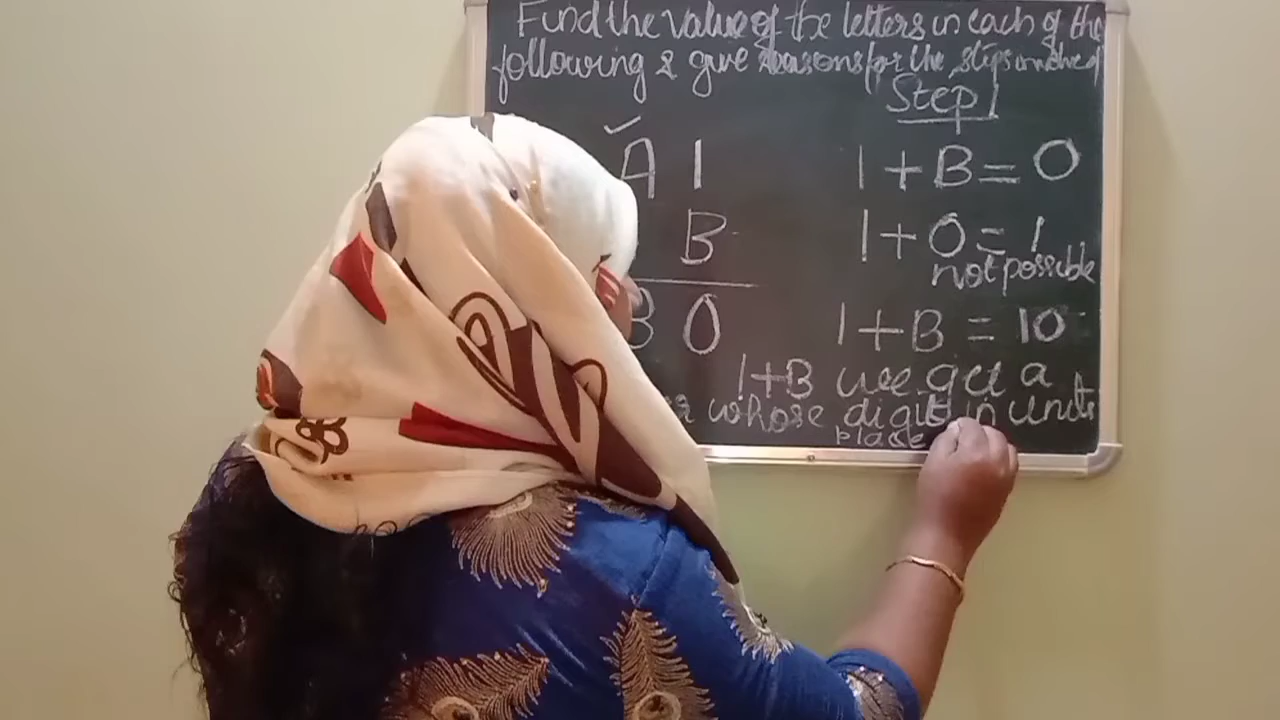 Find the value of the letters in each of the
following & give reasons for the steps involved
Step 1
A 1
B
B 0
1 + B = 0
1 + 0 = 1
not possible
1 + B = 10
1+B we get a
whose digit in units
place